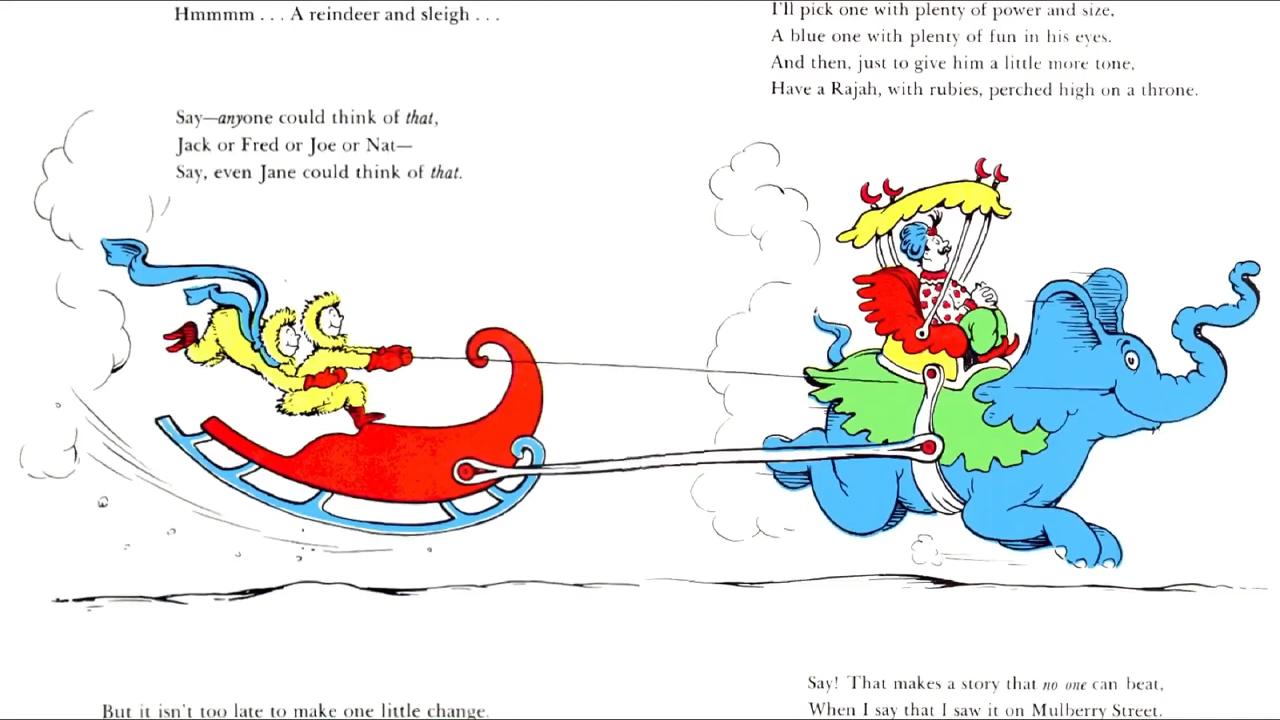 Hmmmm . . . A reindeer and sleigh . . .
Say—anyone could think of that,
Jack or Fred or Joe or Nat—
Say, even Jane could think of that.
But it isn't too late to make one little change.
I'll pick one with plenty of power and size,
A blue one with plenty of fun in his eyes.
And then, just to give him a little more tone,
Have a Rajah, with rubies, perched high on a throne.
Say! That makes a story that no one can beat,
When I say that I saw it on Mulberry Street.